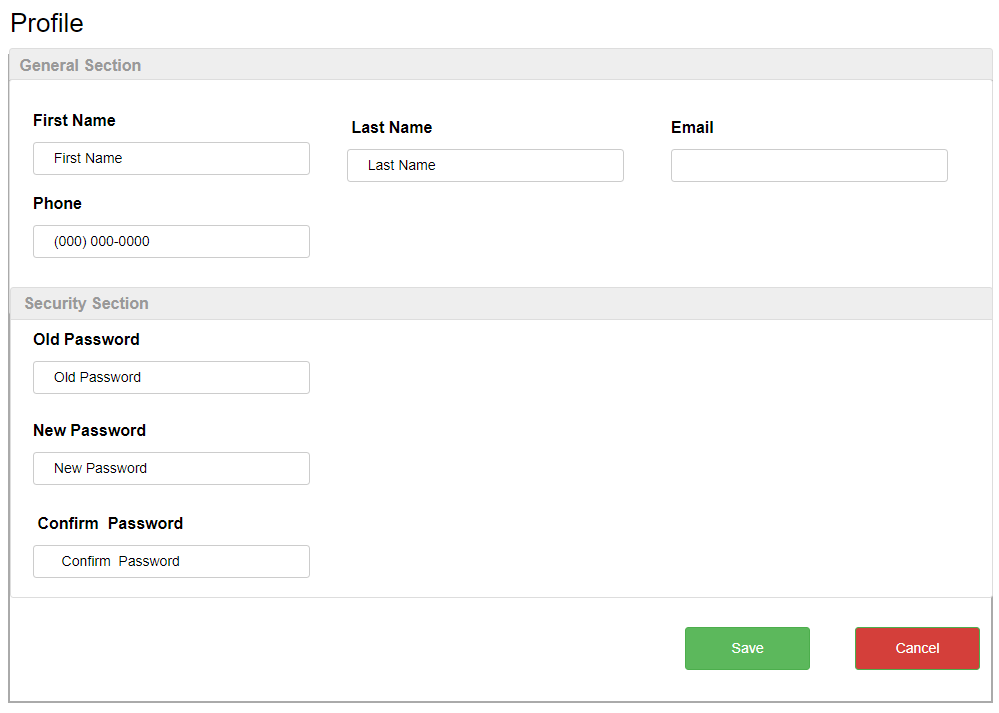 Profile
General Section
First Name
Last Name
Email
First Name
Last Name
Phone
(000) 000-0000
Security Section
Old Password
Old Password
New Password
New Password
Confirm  Password
Confirm  Password
Save
Cancel